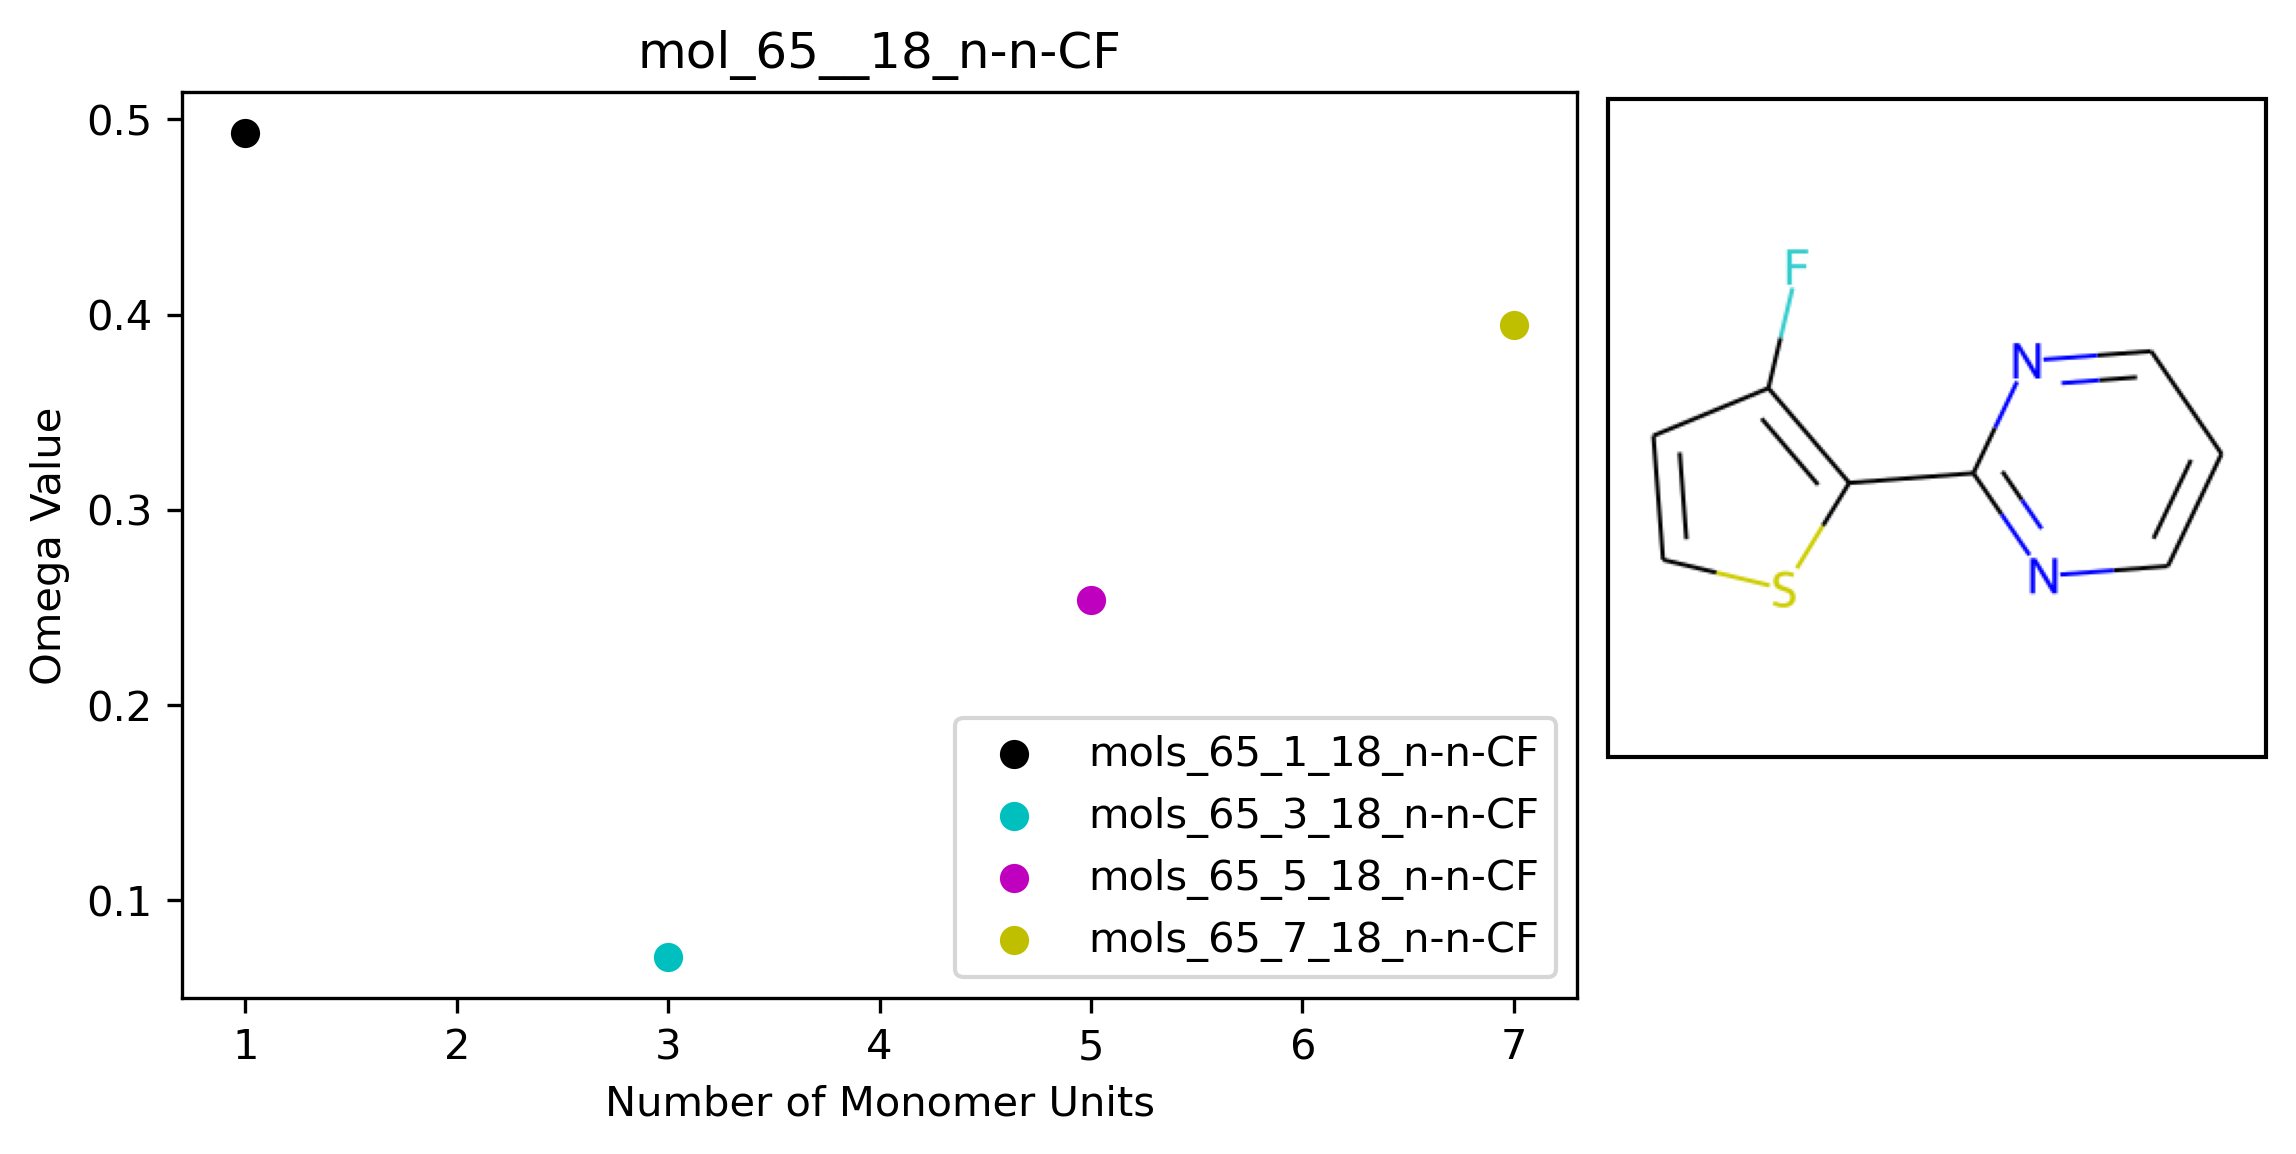 mol_65__18_n-n-CF
Omega Value
0.5
0.4
0.3
0.2
0.1
1 2 3 4 5 6 7
Number of Monomer Units
mols_65_1_18_n-n-CF
mols_65_3_18_n-n-CF
mols_65_5_18_n-n-CF
mols_65_7_18_n-n-CF
F
N
S
N